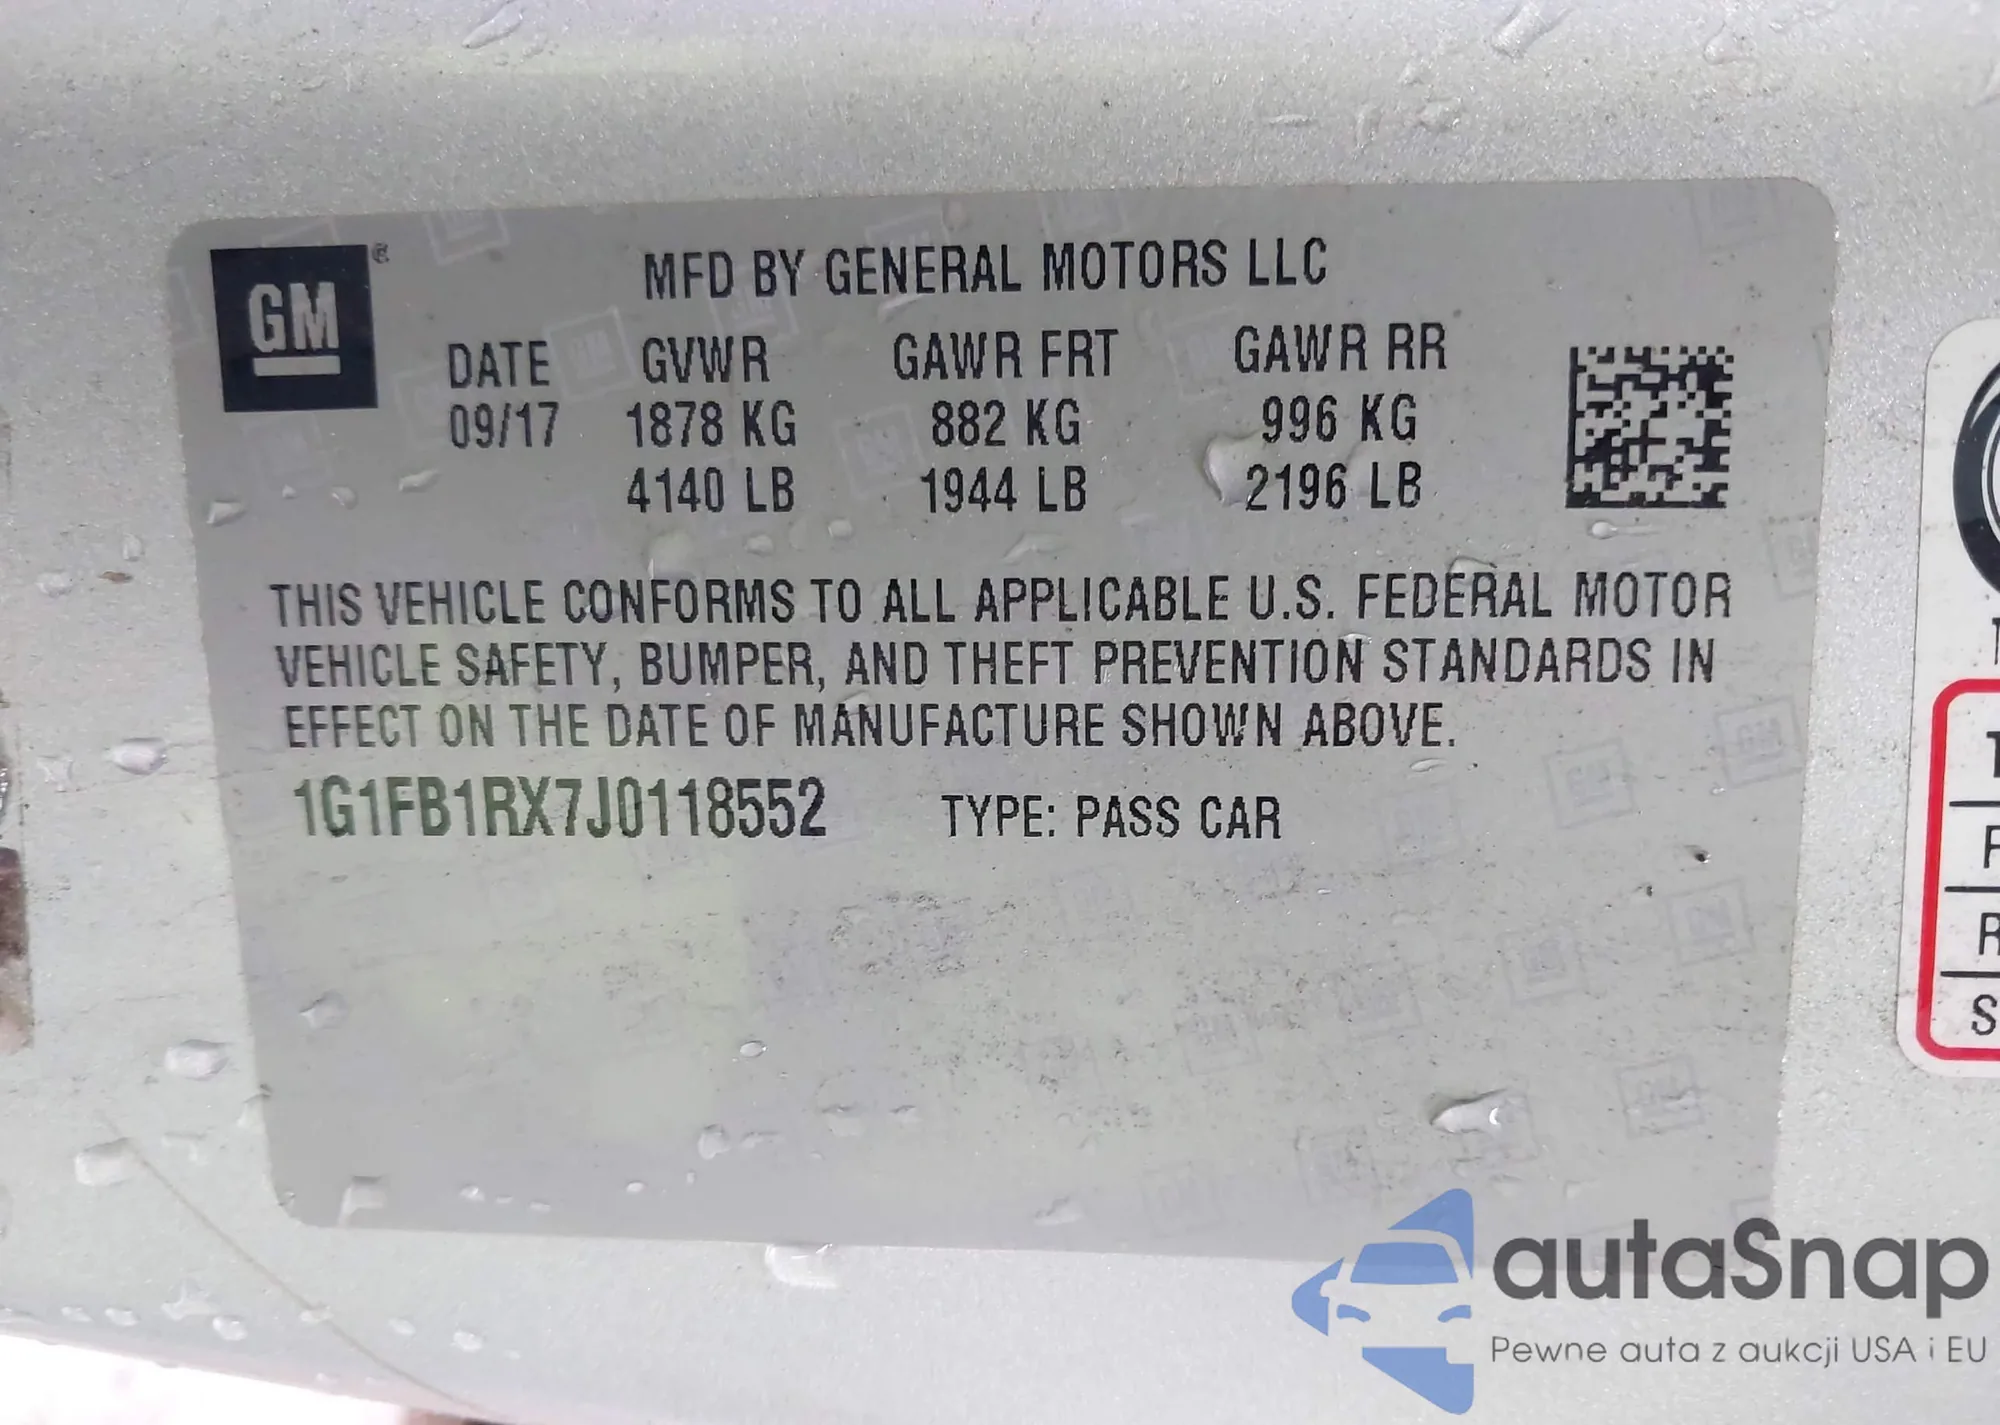 GM®
MFD BY GENERAL MOTORS LLC
DATE GVWR GAWR FRT GAWR RR
09/17 1878 KG 882 KG 996 KG
4140 LB 1944 LB 2196 LB
THIS VEHICLE CONFORMS TO ALL APPLICABLE U.S. FEDERAL MOTOR
VEHICLE SAFETY, BUMPER, AND THEFT PREVENTION STANDARDS IN
EFFECT ON THE DATE OF MANUFACTURE SHOWN ABOVE.
1G1FB1RX7J0118552 TYPE: PASS CAR
autaSnap
Pewne auta z aukcji USA i EU